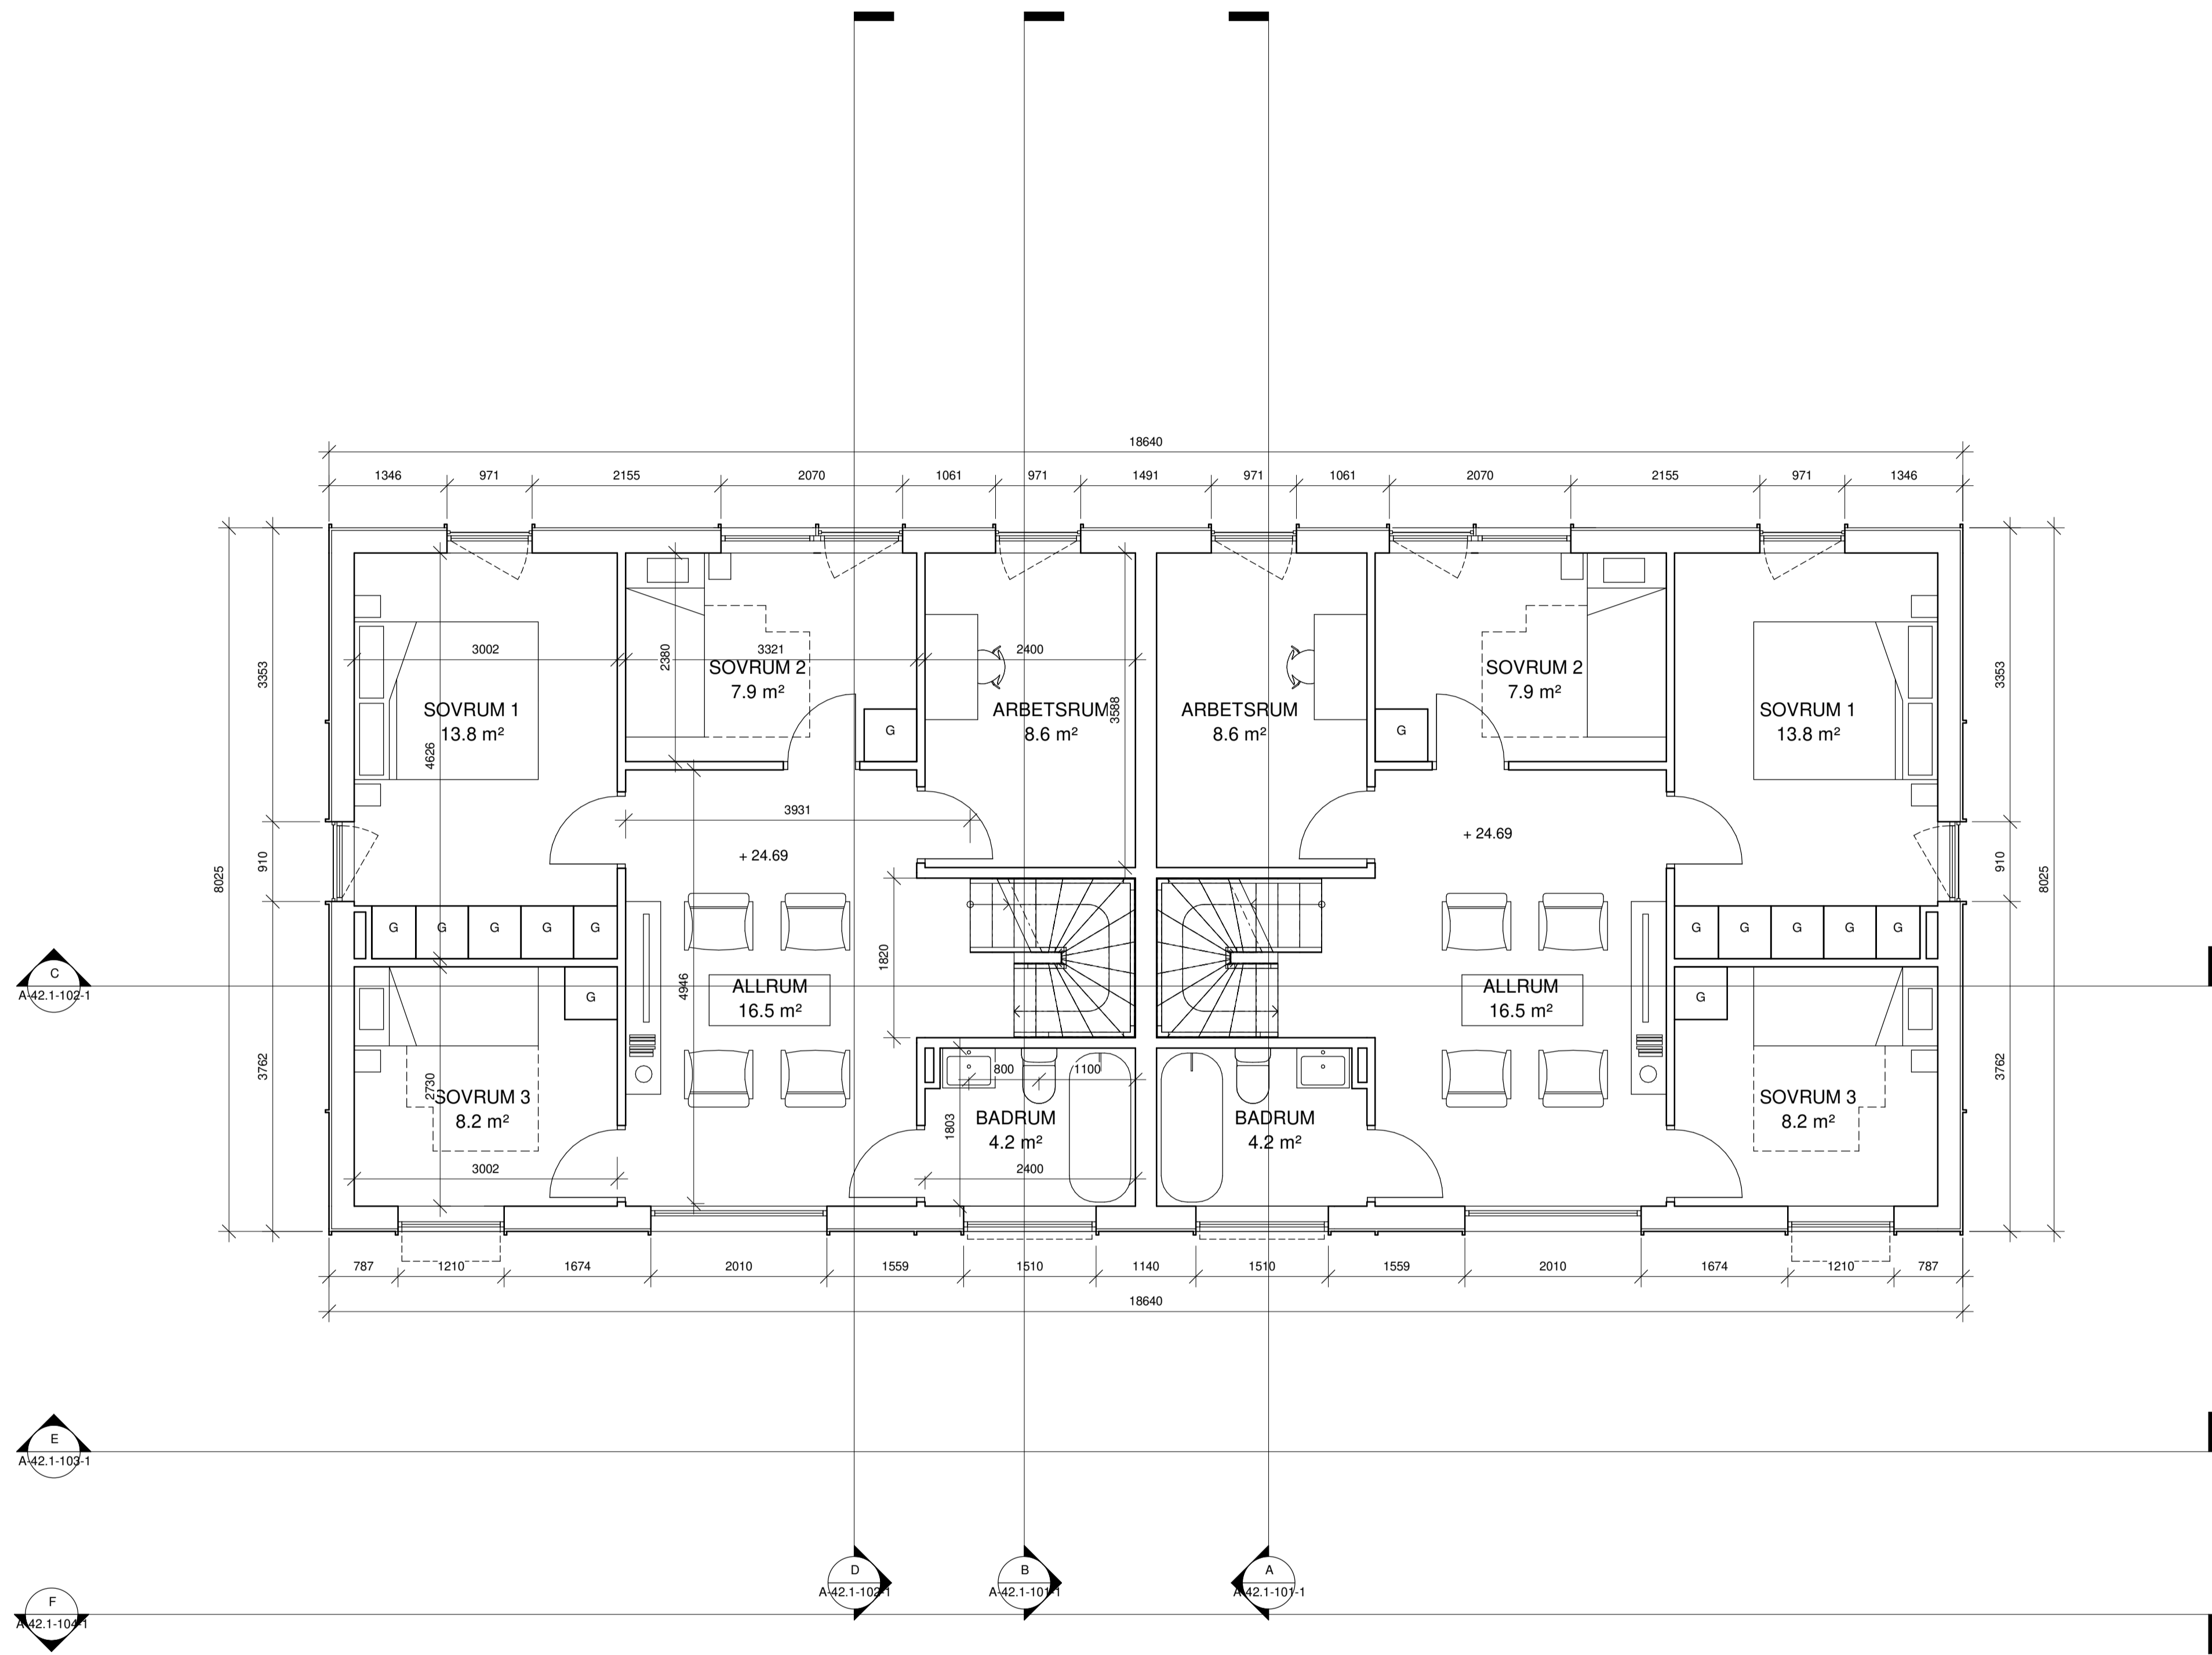 18640
1346 971 2155 2070 1061 971 1491 971 1061 2070 2155 971 1346
3353
910
3762
8025
3353
910
3762
8025
3002
4626
SOVRUM 1
13.8 m²
2380
3321
SOVRUM 2
7.9 m²
G
2400
3588
ARBETSRUM
8.6 m²
ARBETSRUM
8.6 m²
SOVRUM 2
7.9 m²
G
SOVRUM 1
13.8 m²
3931
+ 24.69
+ 24.69
G G G G G
G G G G G
1820
4946
ALLRUM
16.5 m²
ALLRUM
16.5 m²
G
G
2730
SOVRUM 3
8.2 m²
3002
800
1100
1803
BADRUM
4.2 m²
2400
BADRUM
4.2 m²
SOVRUM 3
8.2 m²
787 1210 1674 2010 1559 1510 1140 1510 1559 2010 1674 1210 787
18640
C
A-42.1-102-1
E
A-42.1-103-1
F
A-42.1-104-1
D
A-42.1-102-1
B
A-42.1-101-1
A
A-42.1-101-1